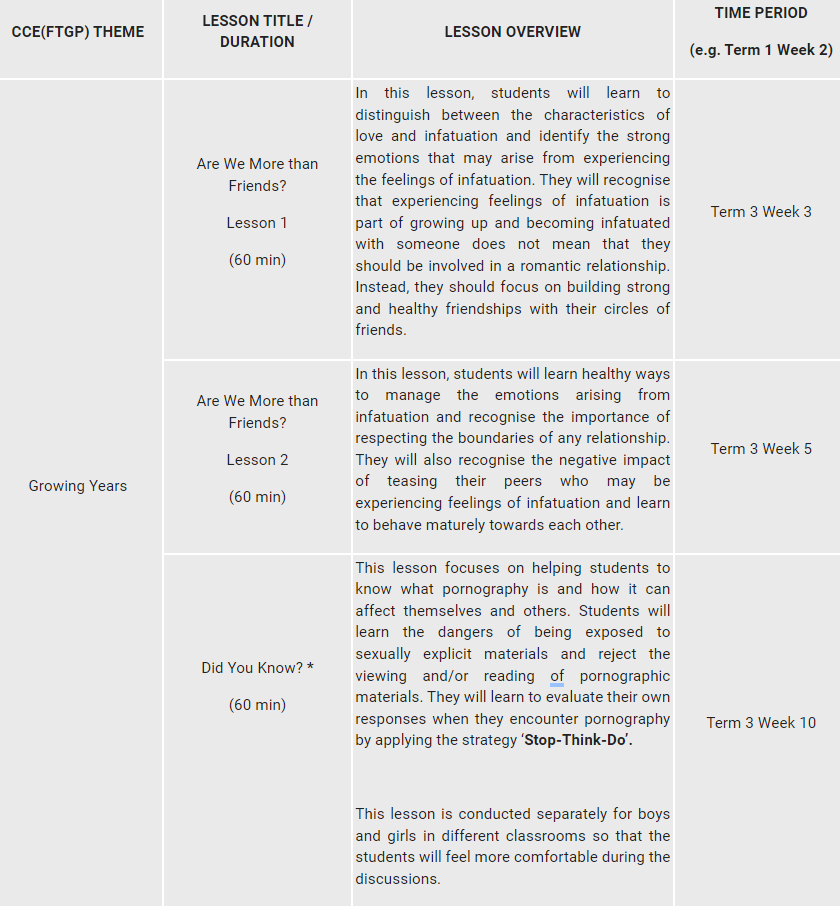 CCE(FTGP) THEME
LESSON TITLE /
DURATION
LESSON OVERVIEW
TIME PERIOD
(e.g. Term 1 Week 2)
Growing Years
Are We More than
Friends?
Lesson 1
(60 min)
In this lesson, students will learn to
distinguish between the characteristics of
love and infatuation and identify the strong
emotions that may arise from experiencing
the feelings of infatuation. They will recognise
that experiencing feelings of infatuation is
part of growing up and becoming infatuated
with someone does not mean that they
should be involved in a romantic relationship.
Instead, they should focus on building strong
and healthy friendships with their circles of
friends.
Term 3 Week 3
Are We More than
Friends?
Lesson 2
(60 min)
In this lesson, students will learn healthy ways
to manage the emotions arising from
infatuation and recognise the importance of
respecting the boundaries of any relationship.
They will also recognise the negative impact
of teasing their peers who may be
experiencing feelings of infatuation and learn
to behave maturely towards each other.
Term 3 Week 5
Did You Know? *
(60 min)
This lesson focuses on helping students to
know what pornography is and how it can
affect themselves and others. Students will
learn the dangers of being exposed to
sexually explicit materials and reject the
viewing and/or reading of pornographic
materials. They will learn to evaluate their own
responses when they encounter pornography
by applying the strategy ‘Stop-Think-Do’.
This lesson is conducted separately for boys
and girls in different classrooms so that the
students will feel more comfortable during the
discussions.
Term 3 Week 10